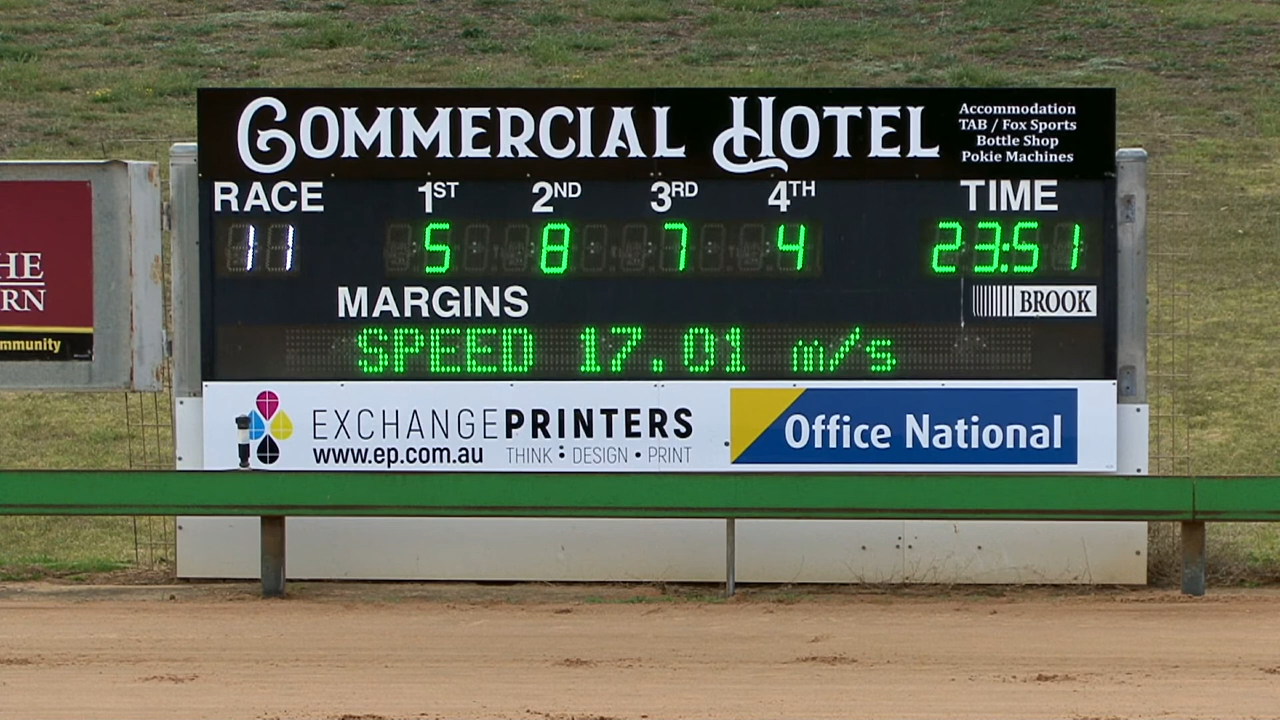 COMMERCIAL HOTEL
Accommodation
TAB / Fox Sports
Bottle Shop
Pokie Machines
RACE 1ST 2ND 3RD 4TH TIME
11 5 8 7 4 23:51
MARGINS
BROOK
SPEED 17.01 m/s
HE
RN
mmunity
EXCHANGEPRINTERS
www.ep.com.au THINK : DESIGN • PRINT
Office National